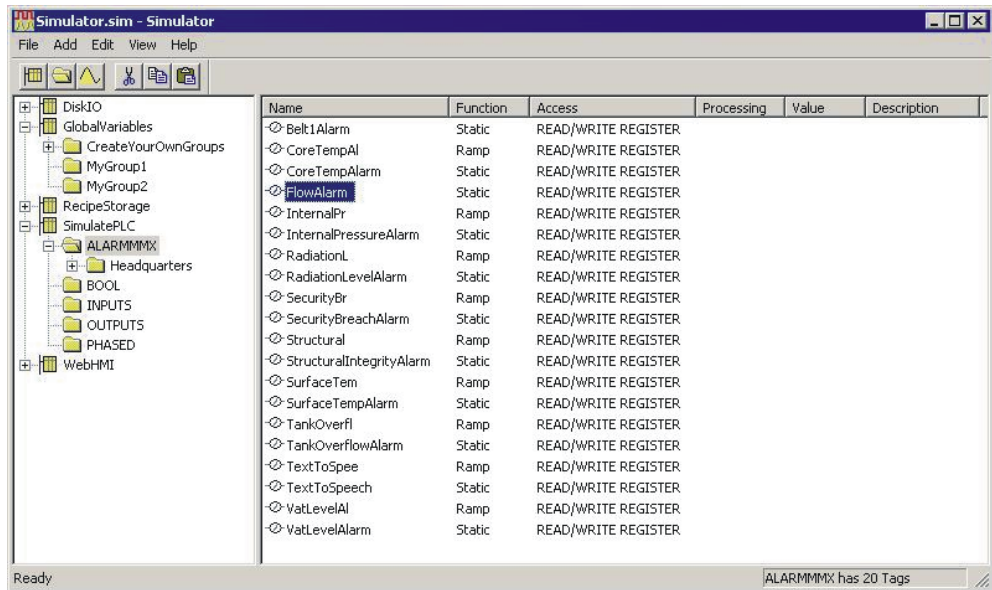 Simulator.sim - Simulator
File Add Edit View Help
DiskIO
GlobalVariables
CreateYourOwnGroups
MyGroup1
MyGroup2
RecipeStorage
SimulatePLC
ALARMMMX
Headquarters
BOOL
INPUTS
OUTPUTS
PHASED
WebHMI
Name Function Access Processing Value Description
Belt1Alarm Static READ/WRITE REGISTER
CoreTempAl Ramp READ/WRITE REGISTER
CoreTempAlarm Static READ/WRITE REGISTER
FlowAlarm Static READ/WRITE REGISTER
InternalPr Ramp READ/WRITE REGISTER
InternalPressureAlarm Static READ/WRITE REGISTER
RadiationL Ramp READ/WRITE REGISTER
RadiationLevelAlarm Static READ/WRITE REGISTER
SecurityBr Ramp READ/WRITE REGISTER
SecurityBreachAlarm Static READ/WRITE REGISTER
Structural Ramp READ/WRITE REGISTER
StructuralIntegrityAlarm Static READ/WRITE REGISTER
SurfaceTem Ramp READ/WRITE REGISTER
SurfaceTempAlarm Static READ/WRITE REGISTER
TankOverfl Ramp READ/WRITE REGISTER
TankOverflowAlarm Static READ/WRITE REGISTER
TextToSpee Ramp READ/WRITE REGISTER
TextToSpeech Static READ/WRITE REGISTER
VatLevelAl Ramp READ/WRITE REGISTER
VatLevelAlarm Static READ/WRITE REGISTER
Ready ALARMMMX has 20 Tags